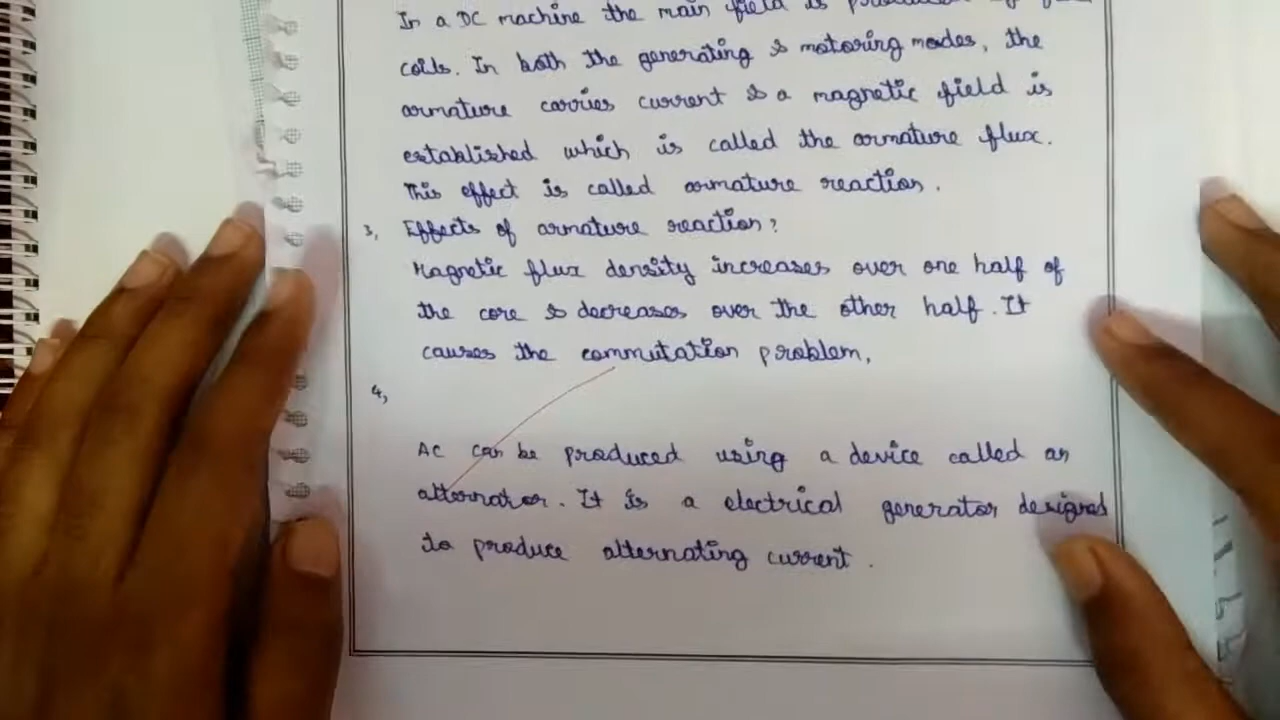 In a DC machine the main field is
coils. In both the generating & motoring modes, the
armature carries current & a magnetic field is
established which is called the armature flux.
This effect is called armature reaction.
3, Effects of armature reaction?
Magnetic flux density increases over one half of
the core & decreases over the other half. It
causes the commutation problem,
4,
AC can be produced using a device called an
alternator. It is a electrical generator designed
to produce alternating current.